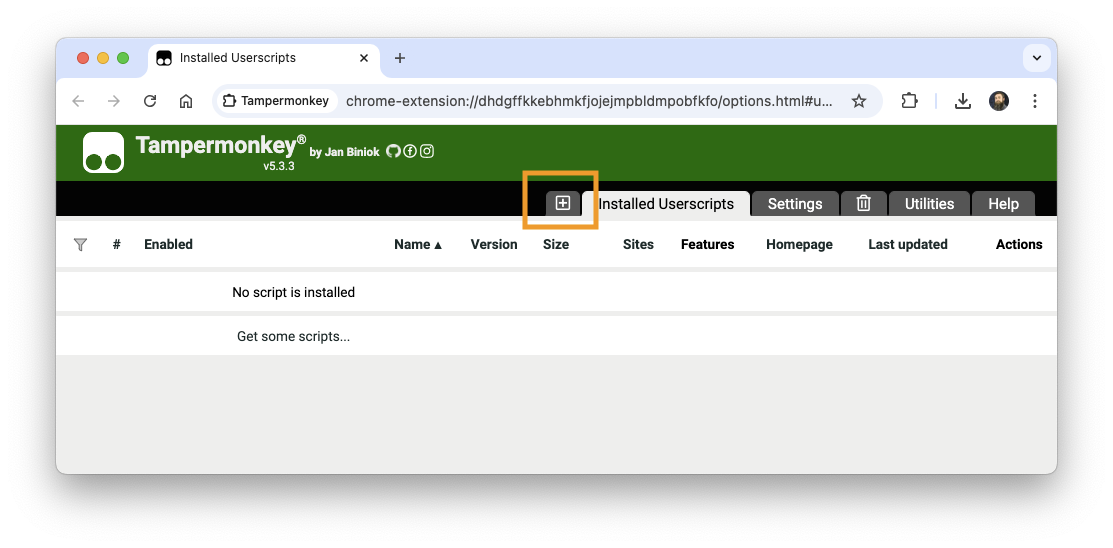 Installed Userscripts
Tampermonkey
chrome-extension://dhdgffkkebhmkfjojejmpbldmpobfkfo/options.html#u...
Tampermonkey® by Jan Biniok
v5.3.3
Installed Userscripts Settings Utilities Help
# Enabled Name ▲ Version Size Sites Features Homepage Last updated Actions
No script is installed
Get some scripts...